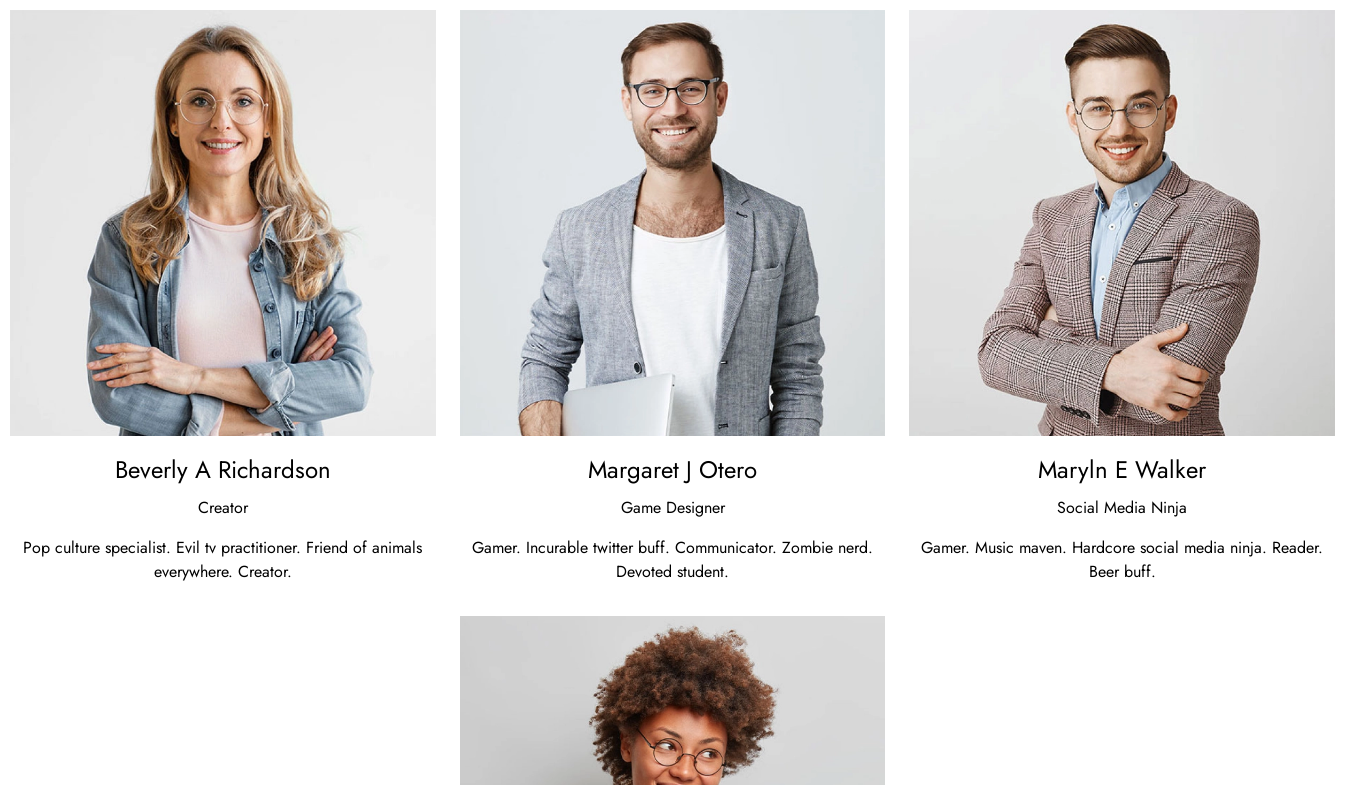 Beverly A Richardson
Creator
Pop culture specialist. Evil tv practitioner. Friend of animals
everywhere. Creator.
Margaret J Otero
Game Designer
Gamer. Incurable twitter buff. Communicator. Zombie nerd.
Devoted student.
Maryln E Walker
Social Media Ninja
Gamer. Music maven. Hardcore social media ninja. Reader.
Beer buff.